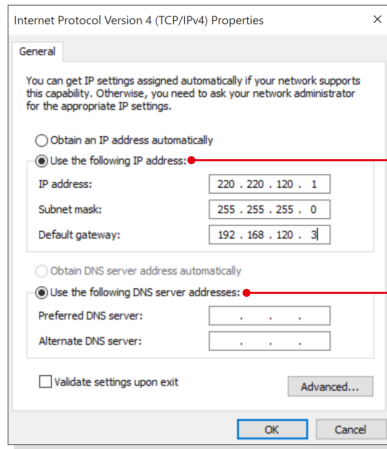 Internet Protocol Version 4 (TCP/IPv4) Properties
General
You can get IP settings assigned automatically if your network supports
this capability. Otherwise, you need to ask your network administrator
for the appropriate IP settings.
Obtain an IP address automatically
Use the following IP address:
IP address: 220 . 220 . 120 . 1
Subnet mask: 255 . 255 . 255 . 0
Default gateway: 192 . 168 . 120 . 3
Obtain DNS server address automatically
Use the following DNS server addresses:
Preferred DNS server: . . .
Alternate DNS server: . . .
Validate settings upon exit
Advanced...
OK Cancel